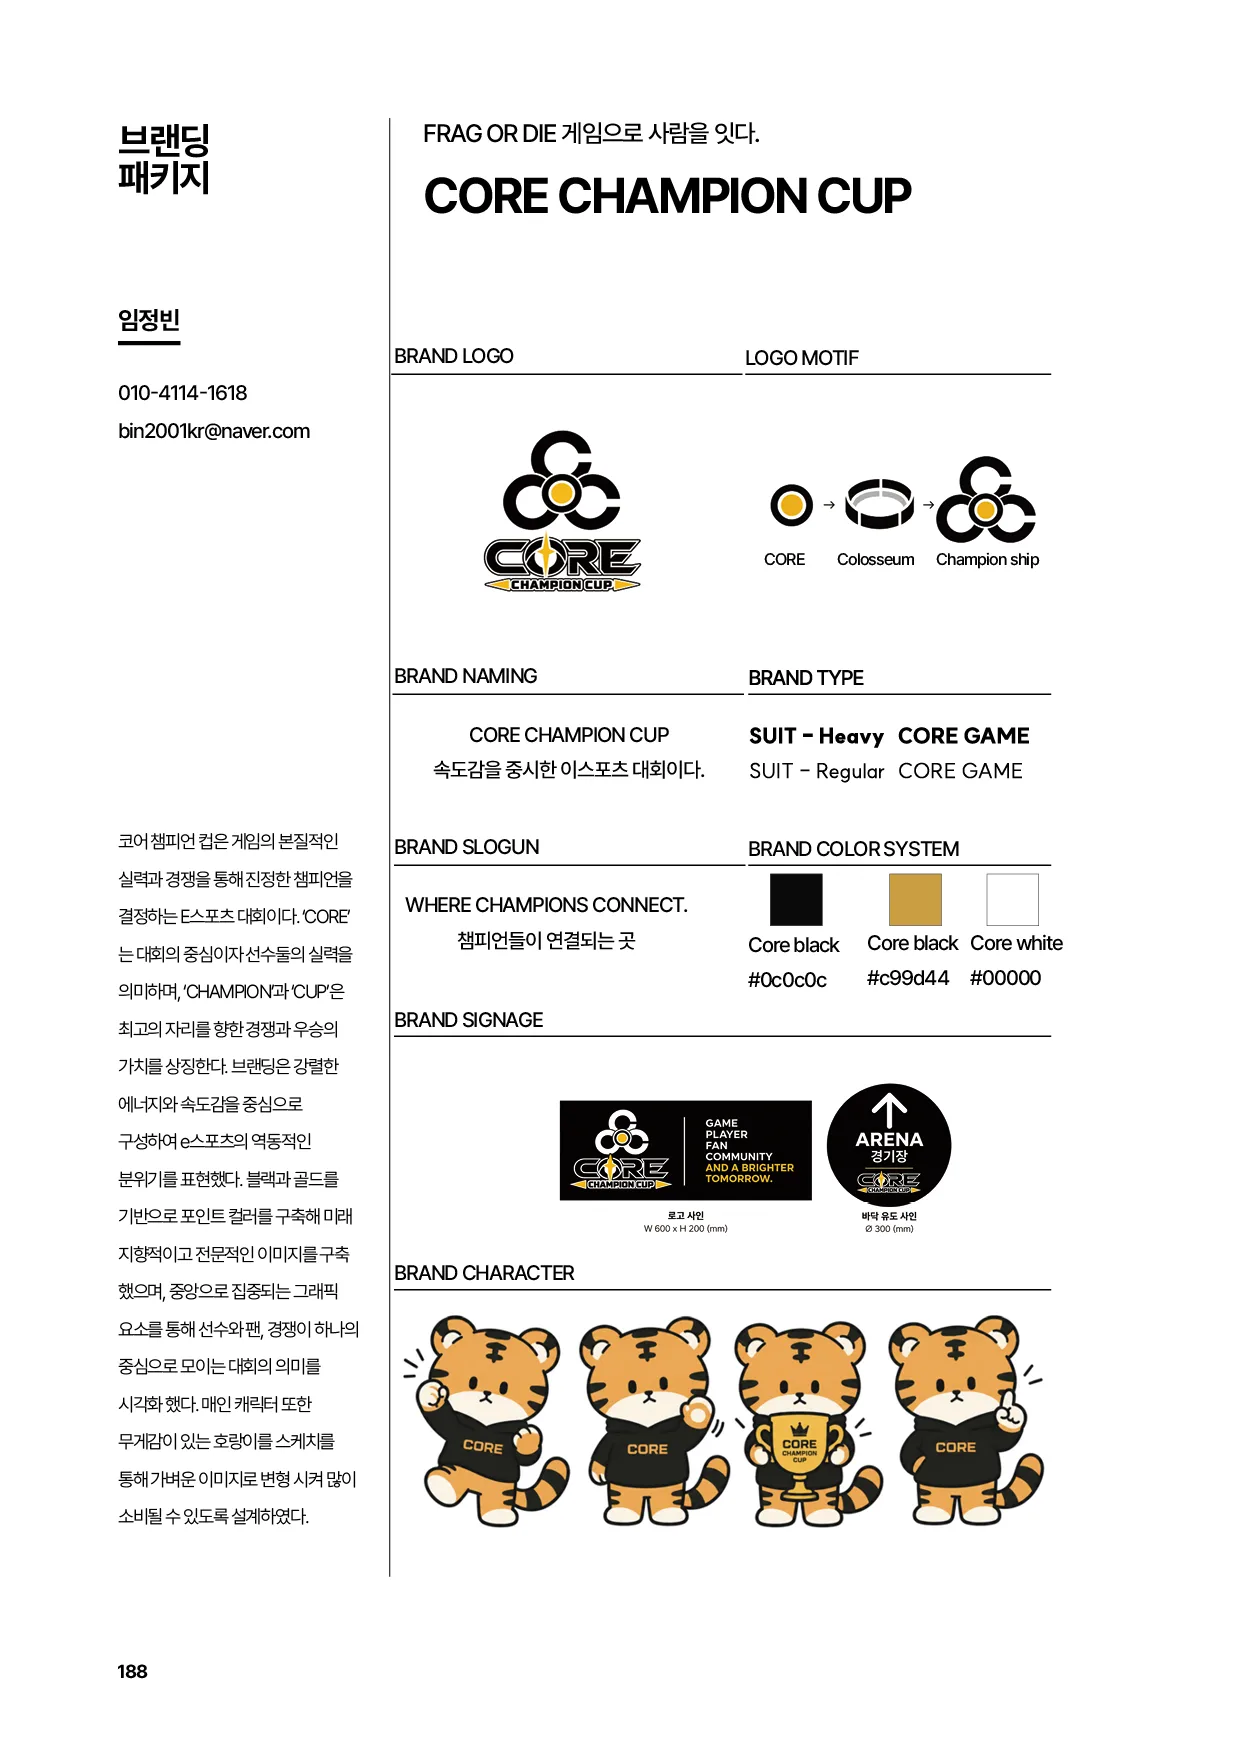 브랜딩
패키지
임정빈
010-4114-1618
bin2001kr@naver.com
코어 챔피언 컵은 게임의 본질적인
실력과 경쟁을 통해 진정한 챔피언을
결정하는 E스포츠 대회이다. ‘CORE’
는 대회의 중심이자 선수둘의 실력을
의미하며, ‘CHAMPION’과 ‘CUP’은
최고의 자리를 향한 경쟁과 우승의
가치를 상징한다. 브랜딩은 강렬한
에너지와 속도감을 중심으로
구성하여 e스포츠의 역동적인
분위기를 표현했다. 블랙과 골드를
기반으로 포인트 컬러를 구축해 미래
지향적이고 전문적인 이미지를 구축
했으며, 중앙으로 집중되는 그래픽
요소를 통해 선수와 팬, 경쟁이 하나의
중심으로 모이는 대회의 의미를
시각화 했다. 매인 캐릭터 또한
무게감이 있는 호랑이를 스케치를
통해 가벼운 이미지로 변형 시켜 많이
소비될 수 있도록 설계하였다.
188
FRAG OR DIE 게임으로 사람을 잇다.
CORE CHAMPION CUP
BRAND LOGO
CORE
CHAMPION CUP
LOGO MOTIF
CORE → Colosseum → Champion ship
BRAND NAMING
CORE CHAMPION CUP
속도감을 중시한 이스포츠 대회이다.
BRAND TYPE
SUIT – Heavy CORE GAME
SUIT – Regular CORE GAME
BRAND SLOGUN
WHERE CHAMPIONS CONNECT.
챔피언들이 연결되는 곳
BRAND COLOR SYSTEM
Core black Core black Core white
#0c0c0c #c99d44 #00000
BRAND SIGNAGE
CORE
CHAMPION CUP
GAME
PLAYER
FAN
COMMUNITY
AND A BRIGHTER
TOMORROW.
로고 사인
W 600 x H 200 (mm)
ARENA
경기장
CORE
CHAMPION CUP
바닥 유도 사인
Ø 300 (mm)
BRAND CHARACTER
CORE
CORE
CORE
CHAMPION
CUP
CORE